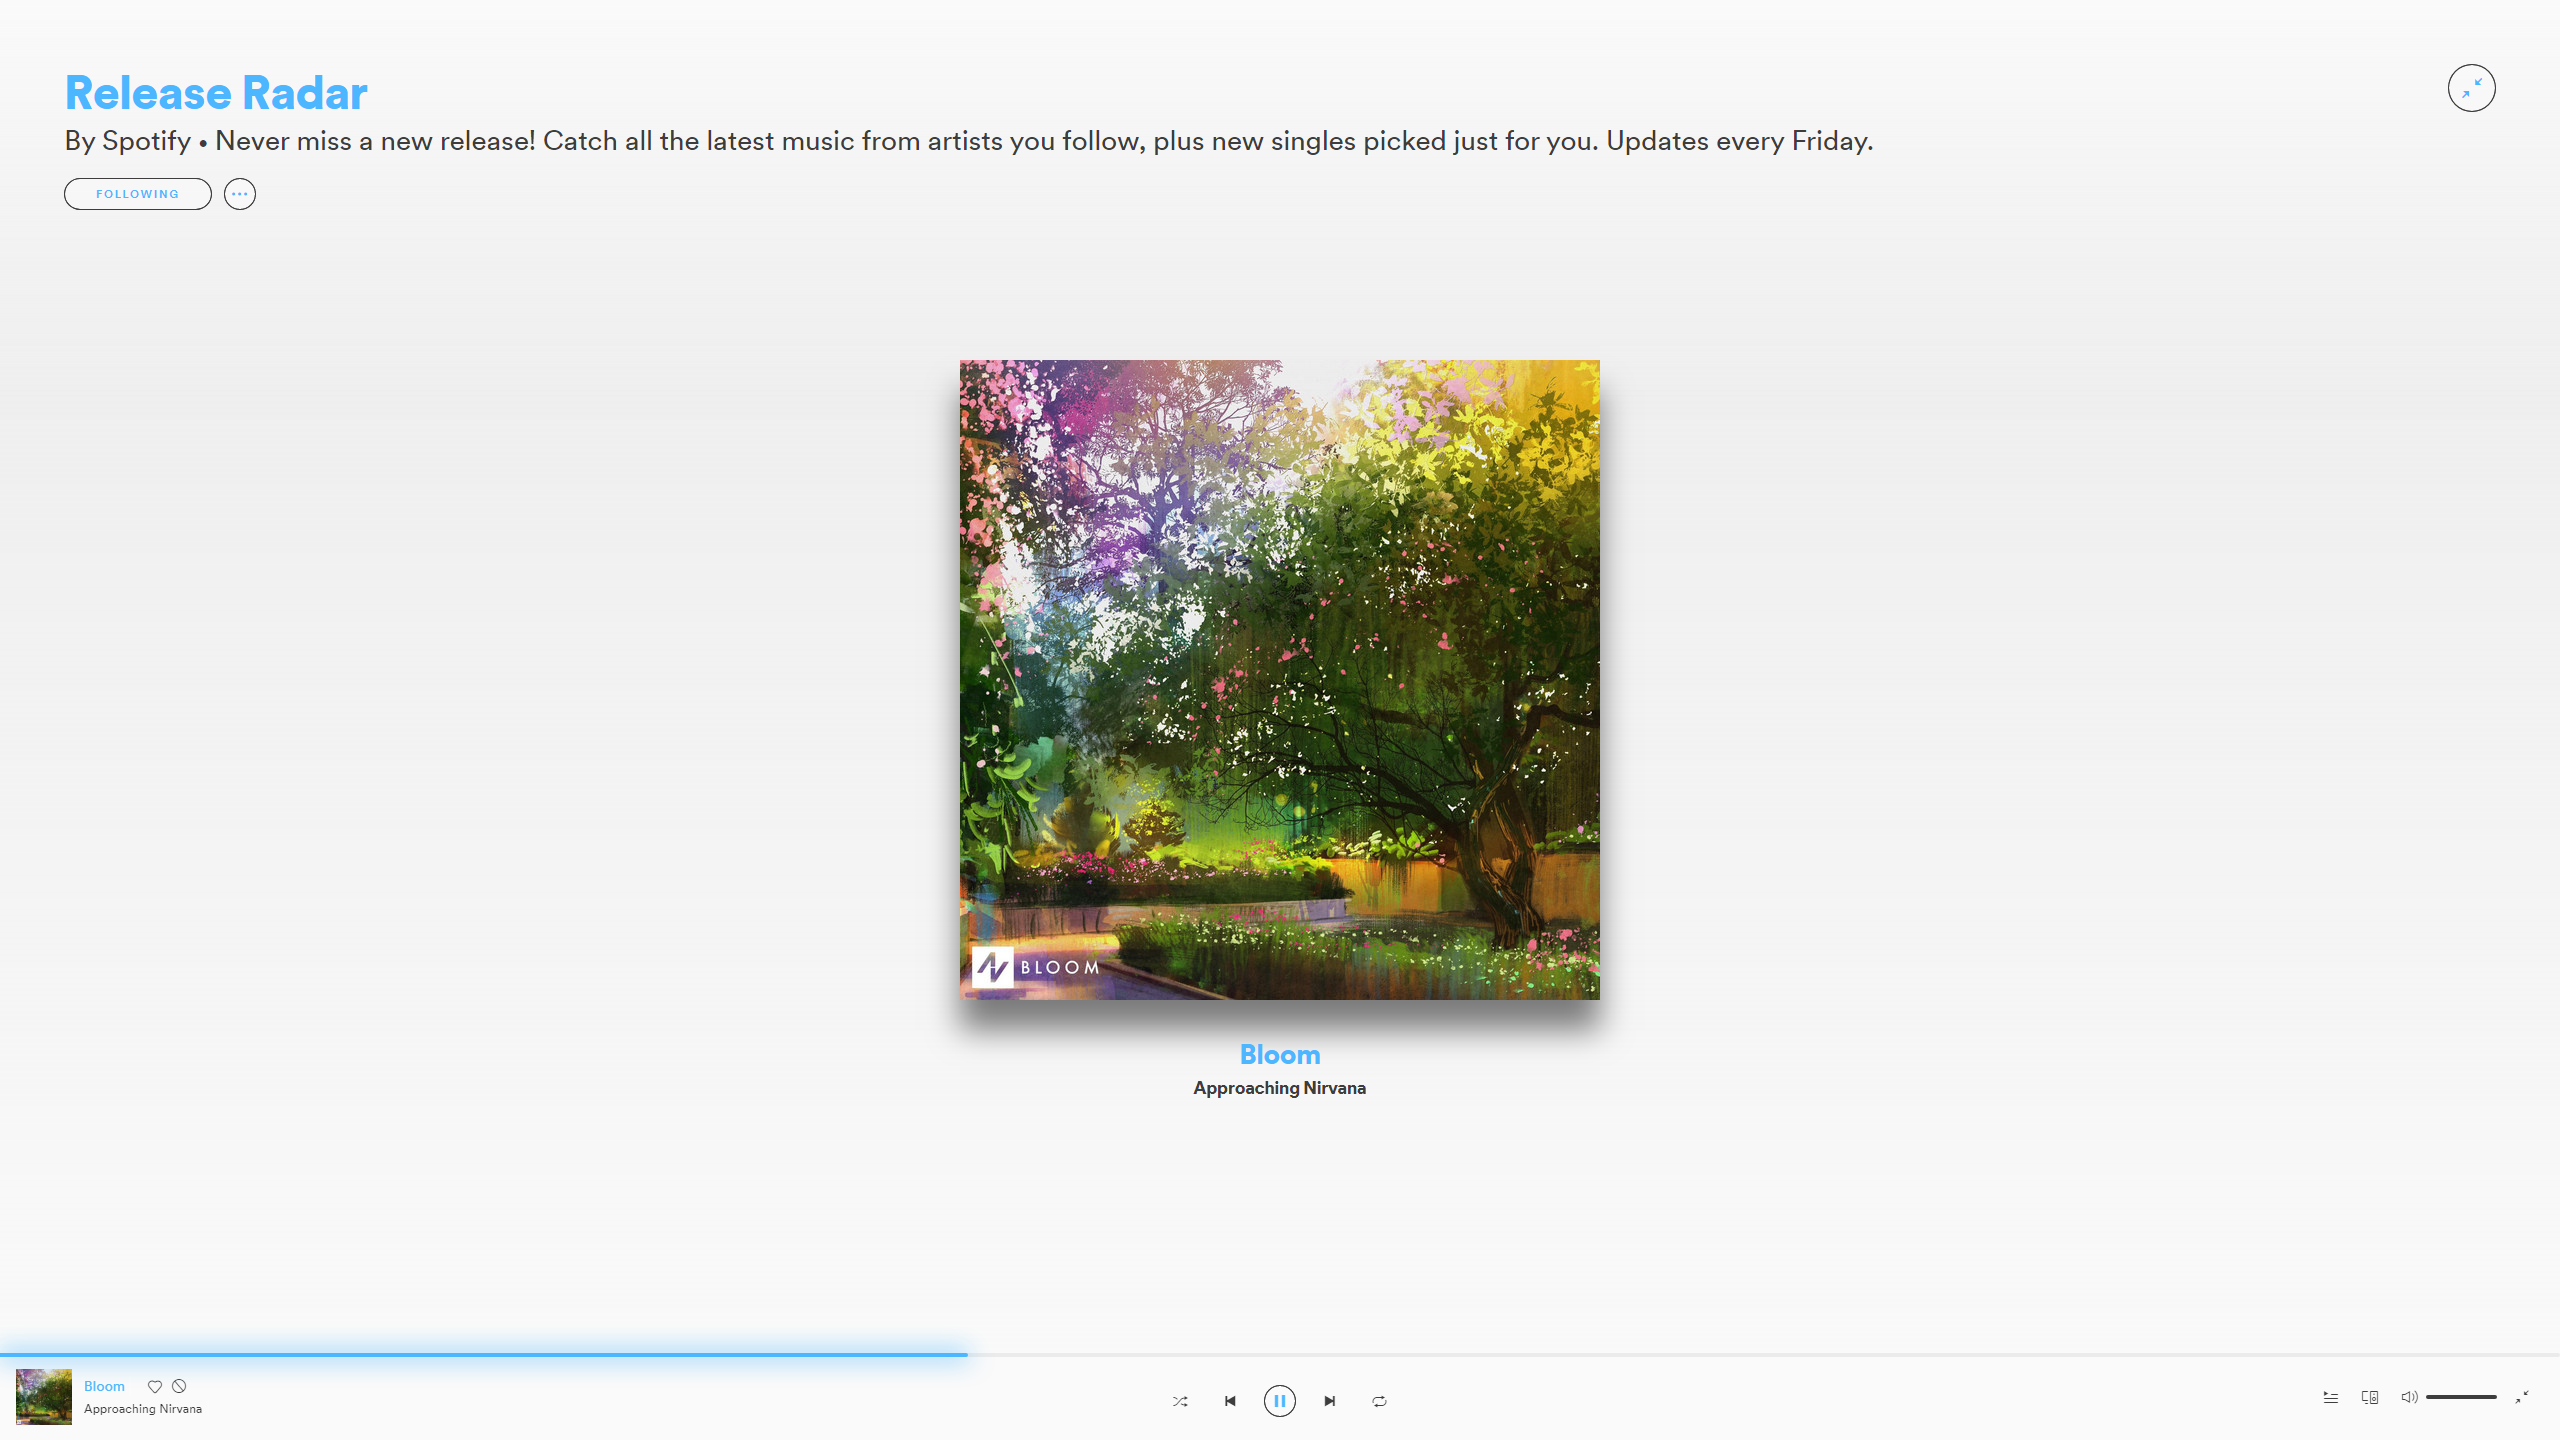 Release Radar
By Spotify • Never miss a new release! Catch all the latest music from artists you follow, plus new singles picked just for you. Updates every Friday.
FOLLOWING
BLOOM
Bloom
Approaching Nirvana
Bloom
Approaching Nirvana